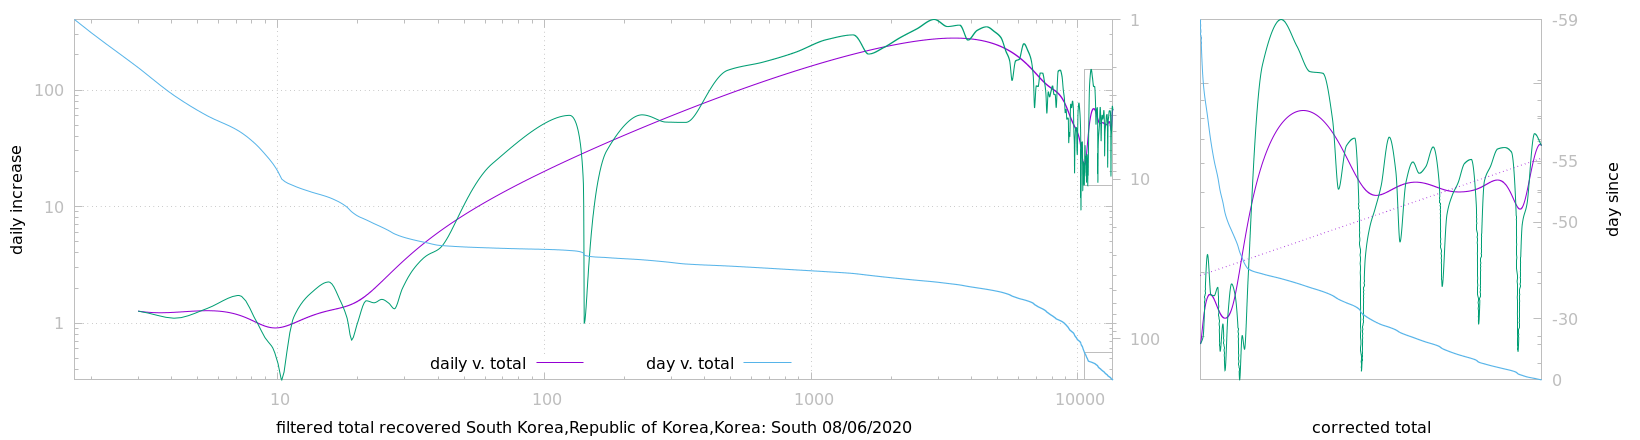 1
-59
100
-55
10
10
-50
1
-30
100
daily v. total
day v. total
0
10
100
1000
10000
daily increase
day since
filtered total recovered South Korea,Republic of Korea,Korea: South 08/06/2020
corrected total